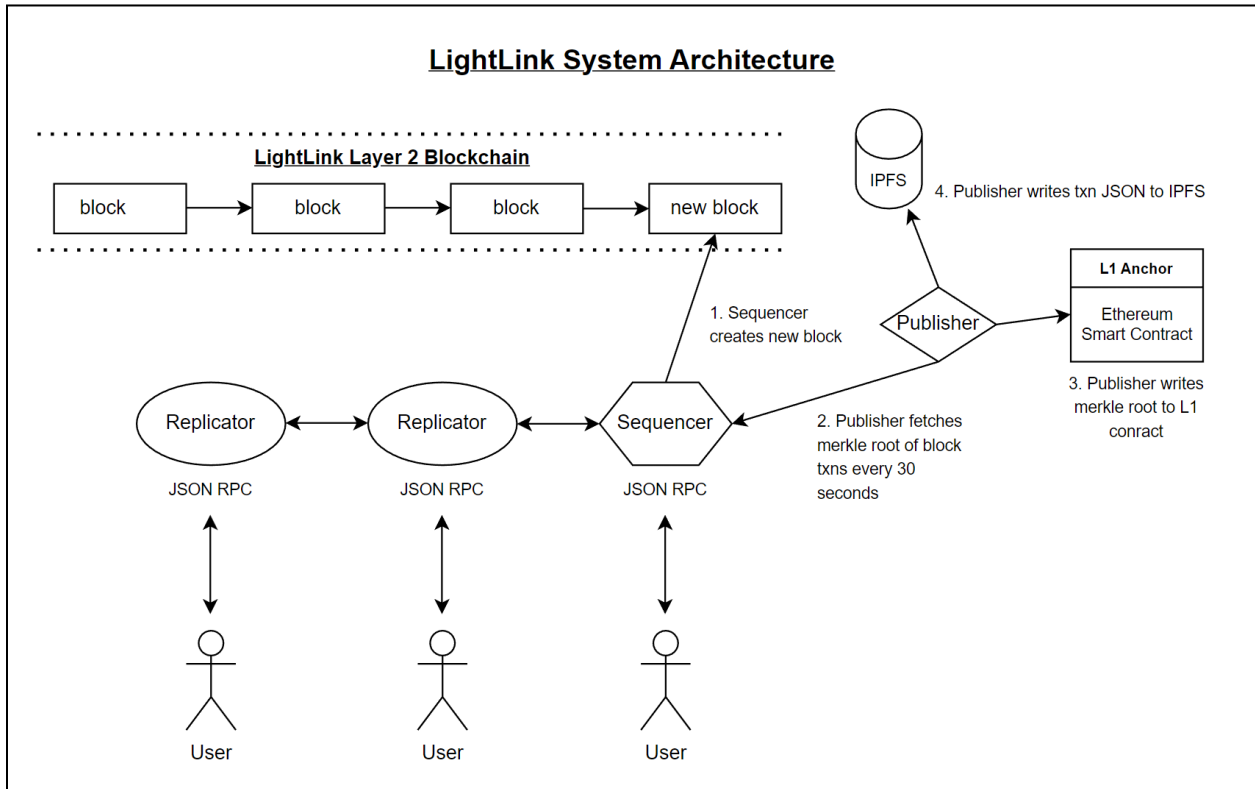 LightLink System Architecture
LightLink Layer 2 Blockchain
block
block
block
new block
IPFS
4. Publisher writes txn JSON to IPFS
L1 Anchor
Ethereum
Smart Contract
Publisher
1. Sequencer
creates new block
3. Publisher writes
merkle root to L1
conract
2. Publisher fetches
merkle root of block
txns every 30
seconds
Replicator
Replicator
Sequencer
JSON RPC
JSON RPC
JSON RPC
User
User
User